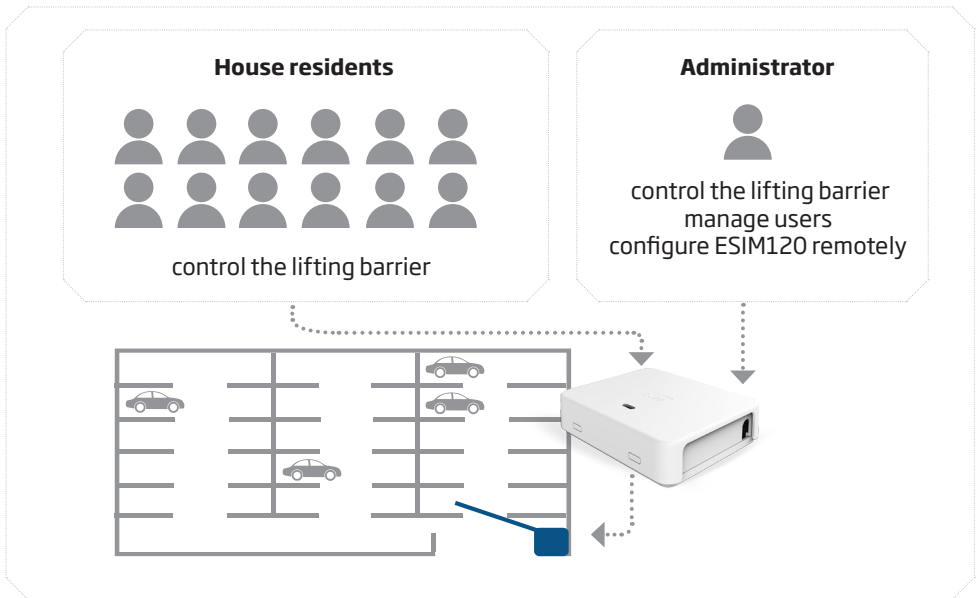 House residents
control the lifting barrier
Administrator
control the lifting barrier
manage users
configure ESIM120 remotely